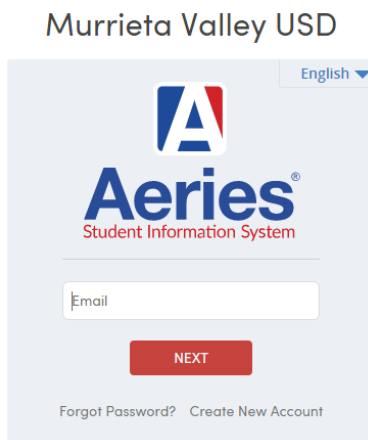 Murrieta Valley USD
English
A
Aeries®
Student Information System
Email
NEXT
Forgot Password? Create New Account